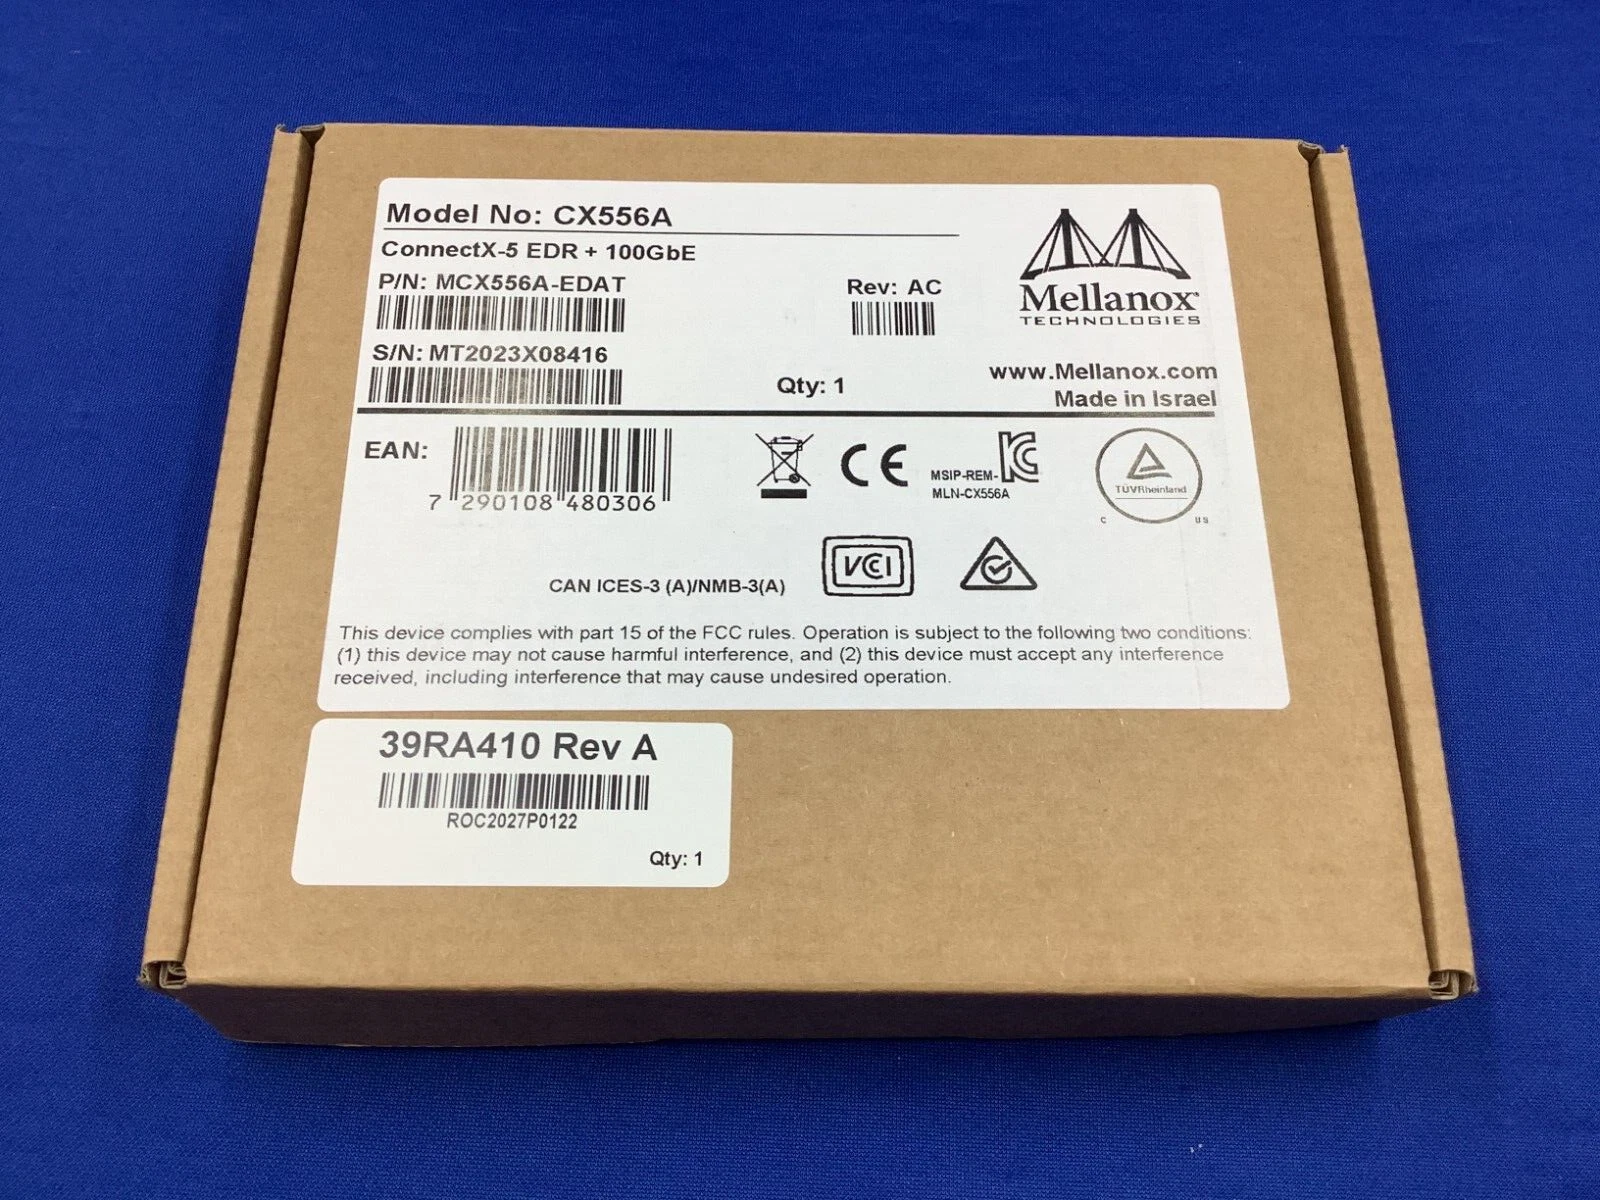 Model No: CX556A
ConnectX-5 EDR + 100GbE
P/N: MCX556A-EDAT
Rev: AC
Mellanox
TECHNOLOGIES
S/N: MT2023X08416
Qty: 1
www.Mellanox.com
Made in Israel
EAN:
7 290108 480306
CE
MSIP-REM-
MLN-CX556A
KC
TÜVRheinland
C US
CAN ICES-3 (A)/NMB-3(A)
VCCI
This device complies with part 15 of the FCC rules. Operation is subject to the following two conditions:
(1) this device may not cause harmful interference, and (2) this device must accept any interference
received, including interference that may cause undesired operation.
39RA410 Rev A
ROC2027P0122
Qty: 1